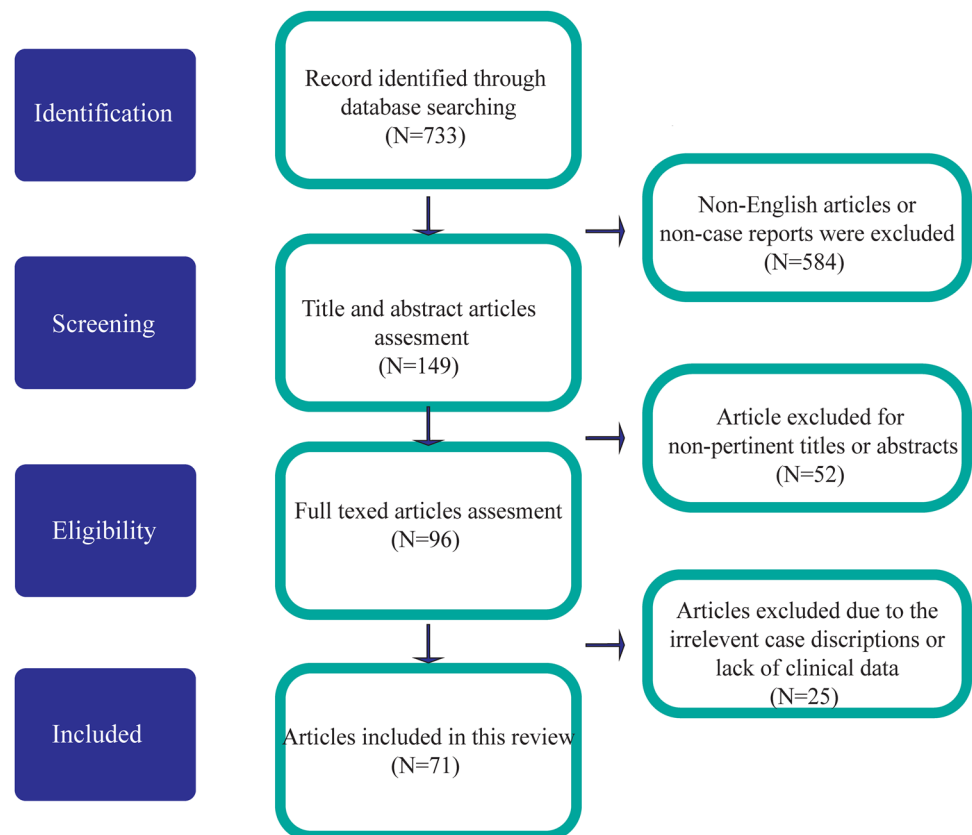 Identification
Record identified through
database searching
(N=733)
Non-English articles or
non-case reports were excluded
(N=584)
Screening
Title and abstract articles
assesment
(N=149)
Article excluded for
non-pertinent titles or abstracts
(N=52)
Eligibility
Full texed articles assesment
(N=96)
Articles excluded due to the
irrelevent case discriptions or
lack of clinical data
(N=25)
Included
Articles included in this review
(N=71)